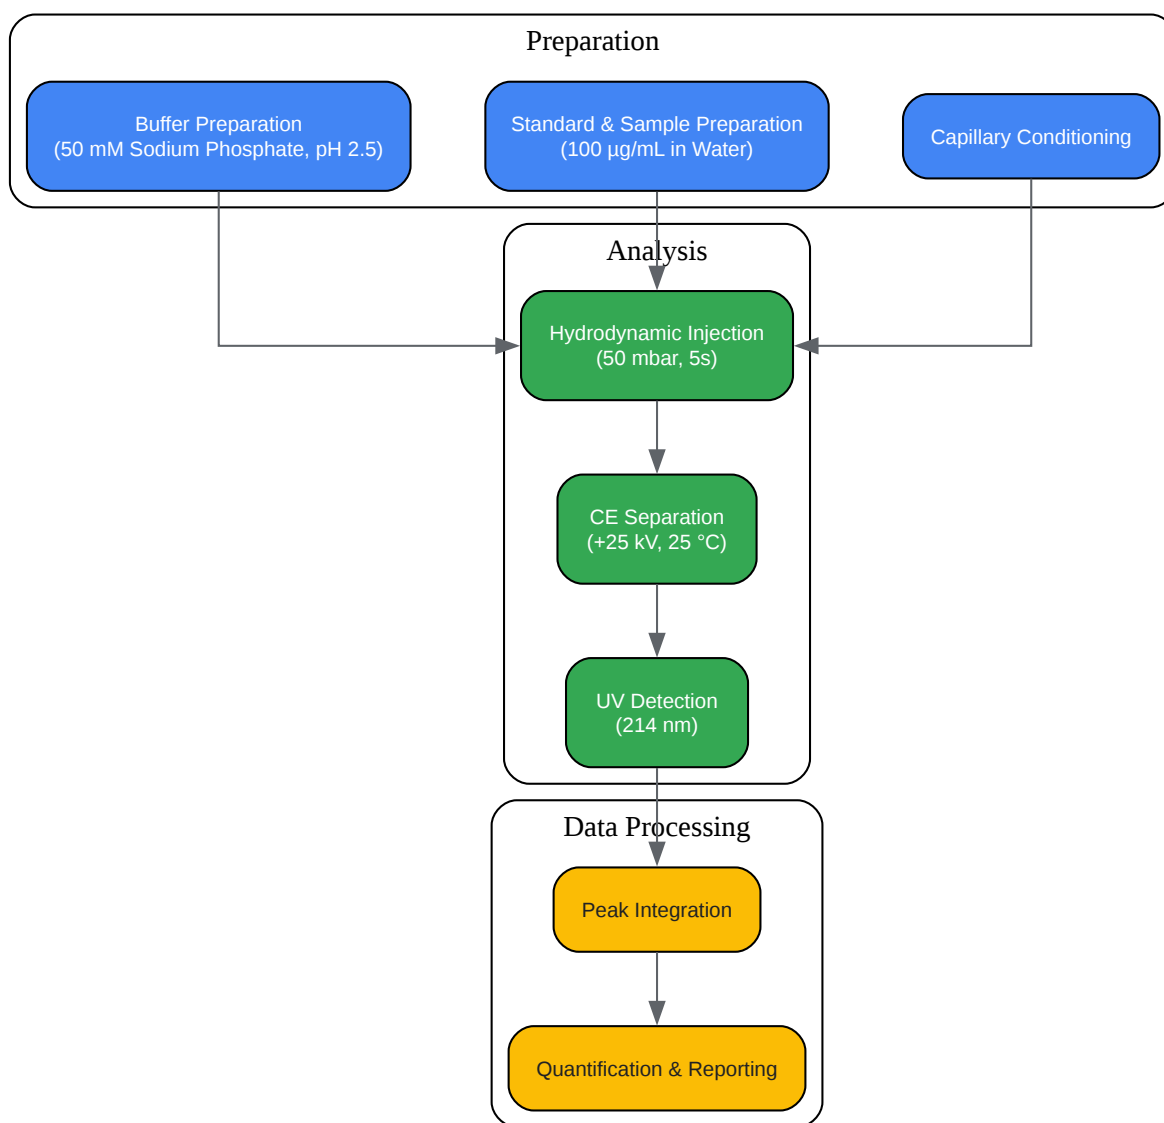 Preparation
Buffer Preparation
(50 mM Sodium Phosphate, pH 2.5)
Standard & Sample Preparation
(100 µg/mL in Water)
Capillary Conditioning
Analysis
Hydrodynamic Injection
(50 mbar, 5s)
CE Separation
(+25 kV, 25 °C)
UV Detection
(214 nm)
Data Processing
Peak Integration
Quantification & Reporting